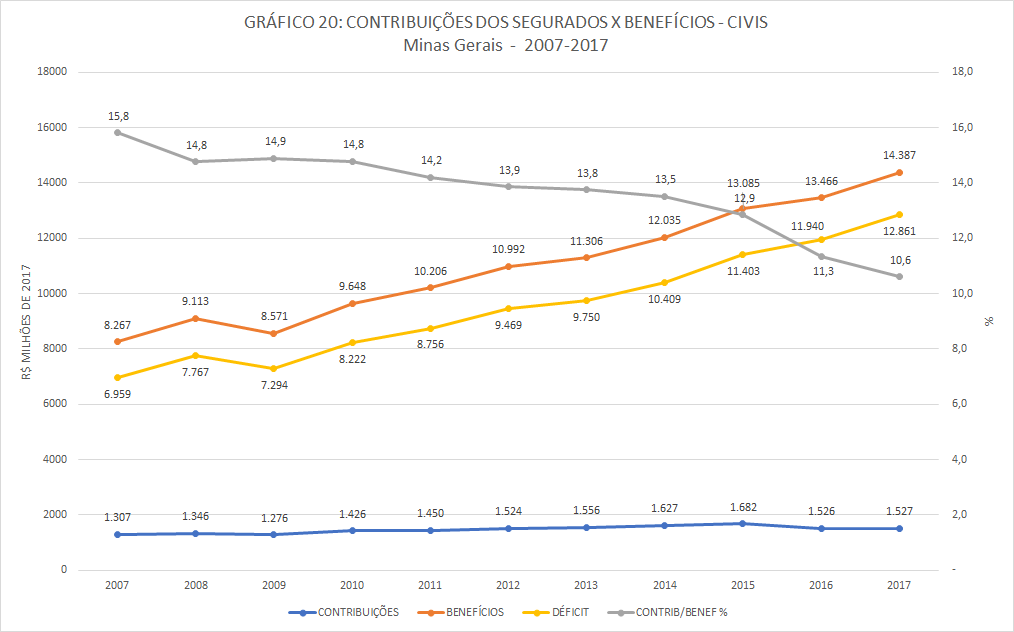 GRÁFICO 20: CONTRIBUIÇÕES DOS SEGURADOS X BENEFÍCIOS - CIVIS
Minas Gerais - 2007-2017
18000
16000
14000
12000
10000
8000
6000
4000
2000
0
R$ MILHÕES DE 2017
18,0
16,0
14,0
12,0
10,0
8,0
6,0
4,0
2,0
-
%
15,8 14,8 14,9 14,8 14,2 13,9 13,8 13,5 12,9 11,3 10,6
8.267 9.113 8.571 9.648 10.206 10.992 11.306 12.035 13.085 13.466 14.387
6.959 7.767 7.294 8.222 8.756 9.469 9.750 10.409 11.403 11.940 12.861
1.307 1.346 1.276 1.426 1.450 1.524 1.556 1.627 1.682 1.526 1.527
2007 2008 2009 2010 2011 2012 2013 2014 2015 2016 2017
CONTRIBUIÇÕES BENEFÍCIOS DÉFICIT CONTRIB/BENEF %